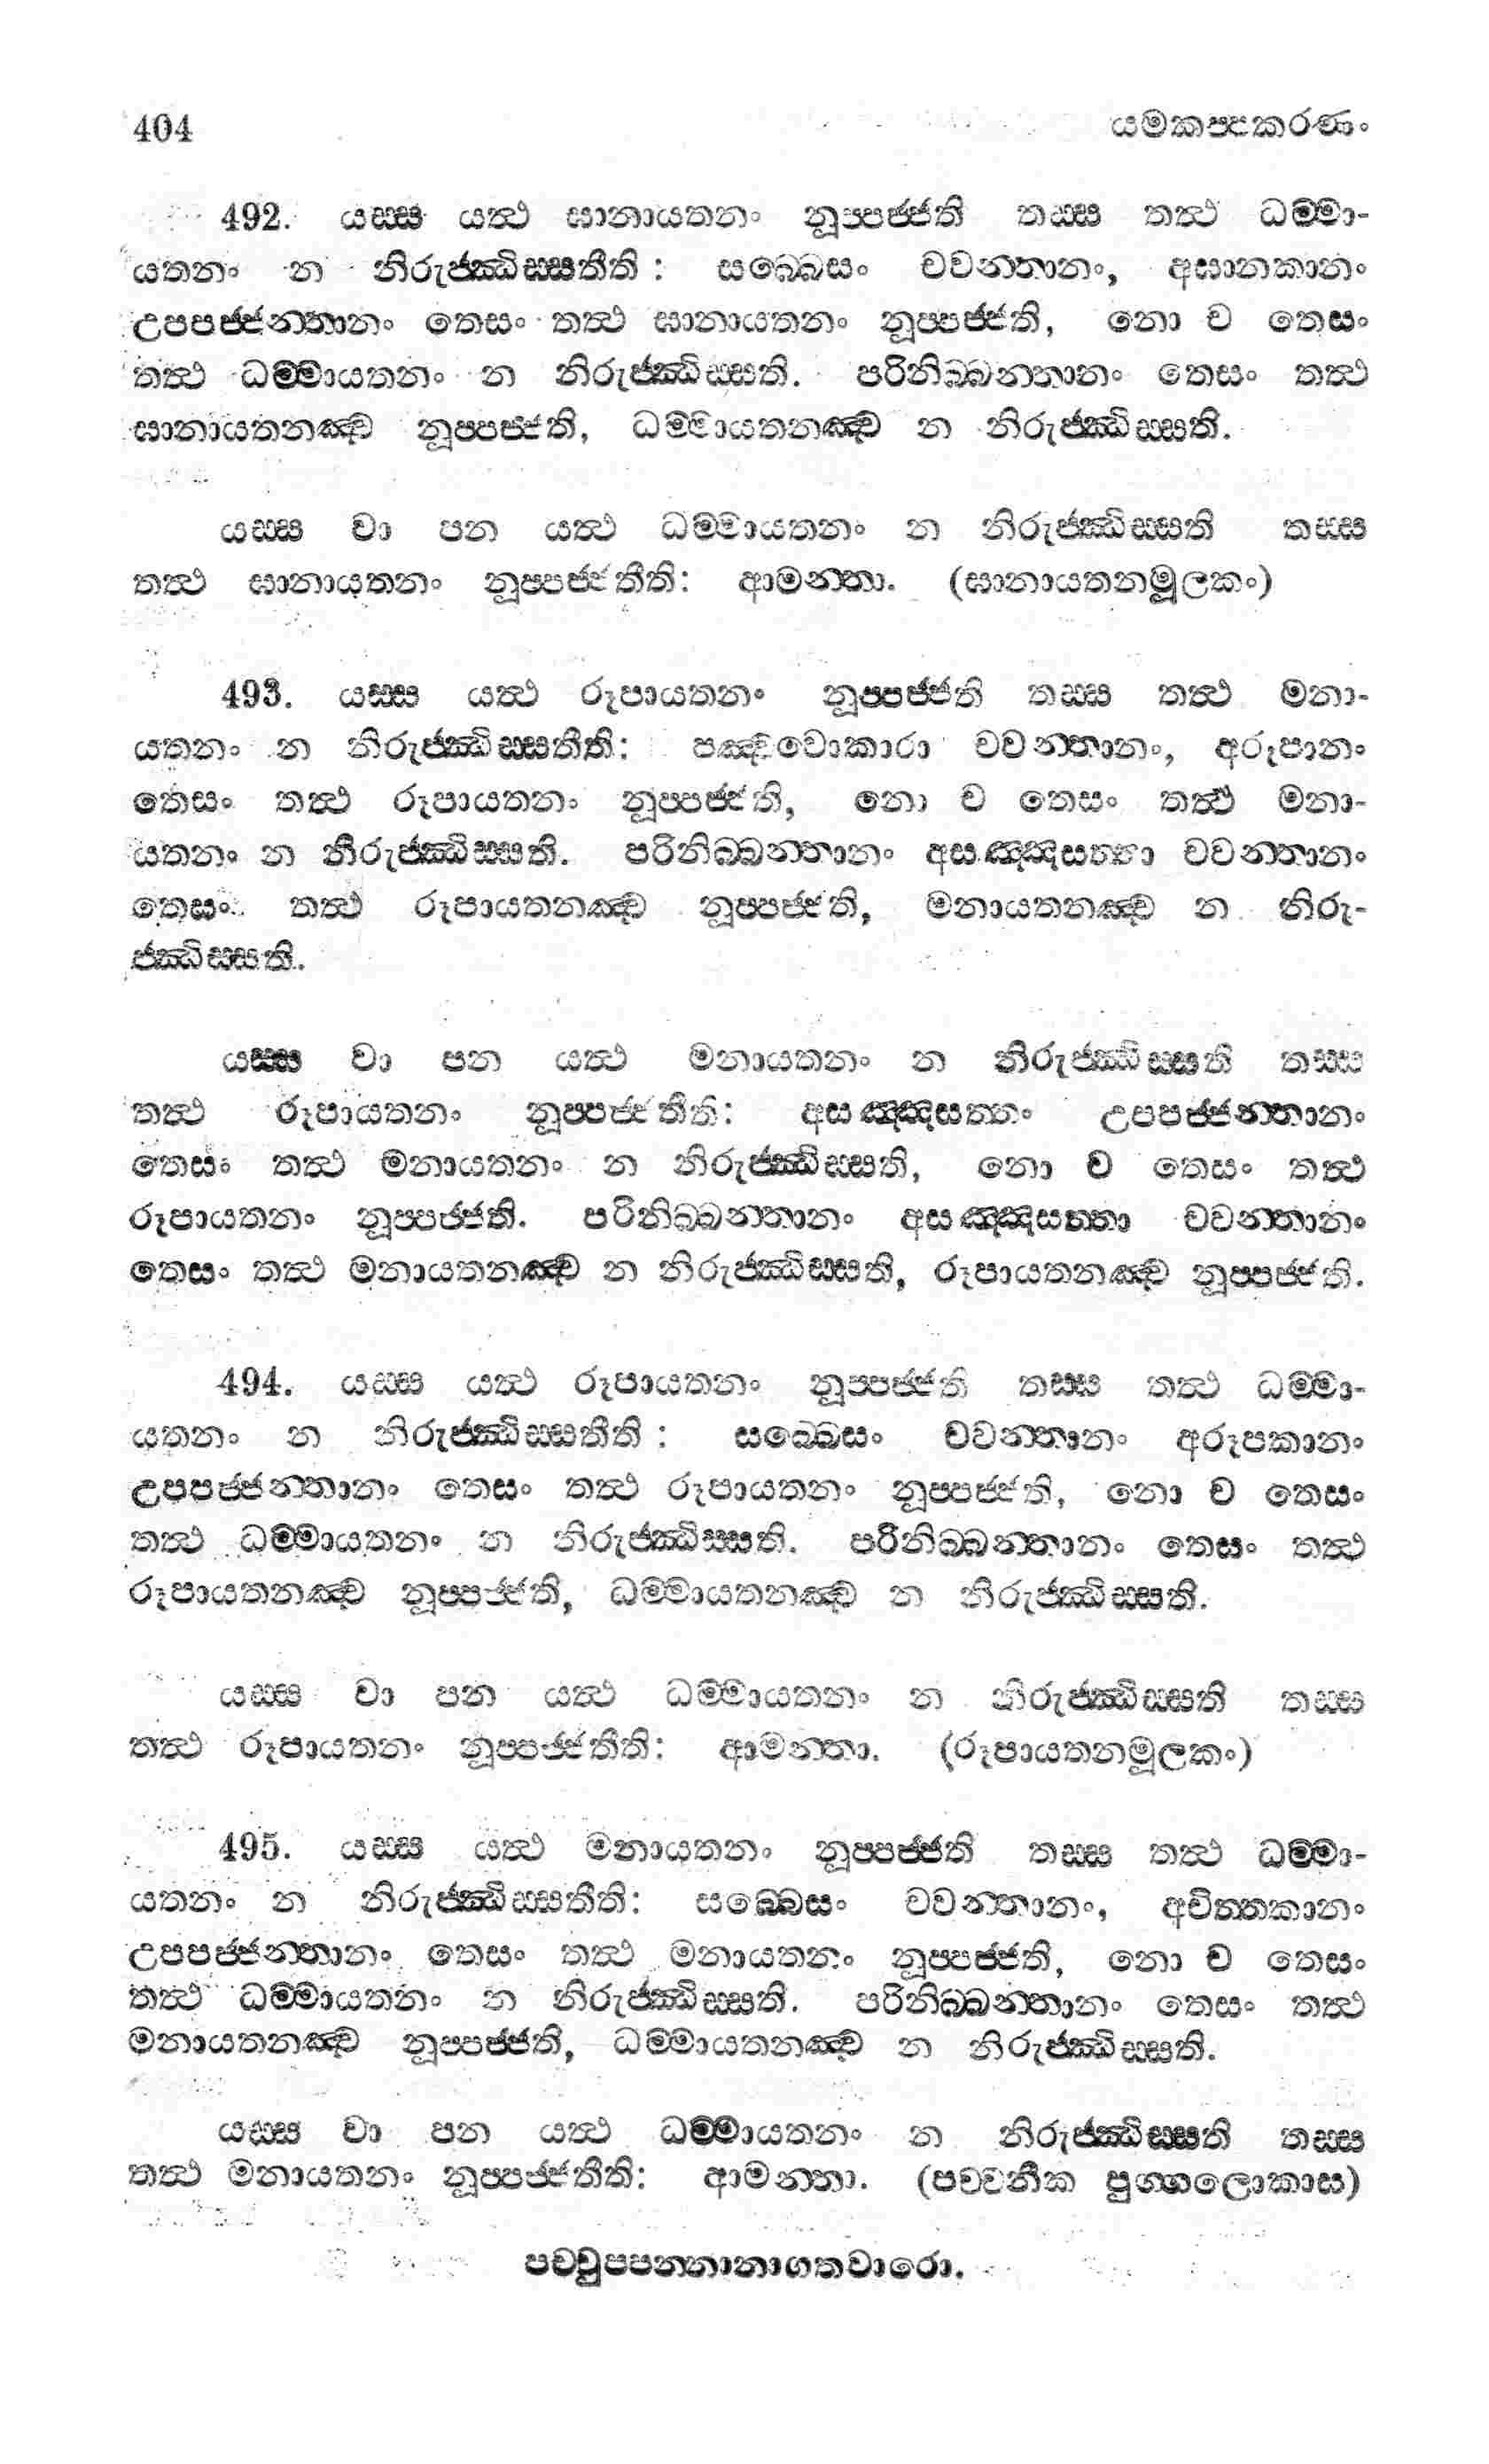 404 යමකප්පකරණං
492. යස්ස යත්ථ ඝානායතනං නූප්පජ්ජති තස්ස තත්ථ ධම්මා-
යතනං න නිරුජ්ඣිස්සතීති : සබ්බෙසං චවන්තානං, අඝානකානං
උපපජ්ජන්තානං තෙසං තත්ථ ඝානායතනං නූප්පජ්ජති, නො ච තෙසං
තත්ථ ධම්මායතනං න නිරුජ්ඣිස්සති. පරිනිබ්බන්තානං තෙසං තත්ථ
ඝානායතනඤ්ච නූප්පජ්ජති, ධම්මායතනඤ්ච න නිරුජ්ඣිස්සති.
යස්ස වා පන යත්ථ ධම්මායතනං න නිරුජ්ඣිස්සති තස්ස
තත්ථ ඝානායතනං නූප්පජ්ජතීති: ආමන්තා. (ඝානායතනමූලකං)
493. යස්ස යත්ථ රූපායතනං නූප්පජ්ජති තස්ස තත්ථ මනා-
යතනං න නිරුජ්ඣිස්සතීති: පඤ්චවොකාරා චවන්තානං, අරූපානං
තෙසං තත්ථ රූපායතනං නූප්පජ්ජති, නො ච තෙසං තත්ථ මනා-
යතනං න නිරුජ්ඣිස්සති. පරිනිබ්බන්තානං අසඤ්ඤසත්තා චවන්තානං
තෙසං තත්ථ රූපායතනඤ්ච නූප්පජ්ජති, මනායතනඤ්ච න නිරු-
ජ්ඣිස්සති.
යස්ස වා පන යත්ථ මනායතනං න නිරුජ්ඣිස්සති තස්ස
තත්ථ රූපායතනං නූප්පජ්ජතීති: අසඤ්ඤසත්තං උපපජ්ජන්තානං
තෙසං තත්ථ මනායතනං න නිරුජ්ඣිස්සති, නො ච තෙසං තත්ථ
රූපායතනං නූප්පජ්ජති. පරිනිබ්බන්තානං අසඤ්ඤසත්තා චවන්තානං
තෙසං තත්ථ මනායතනඤ්ච න නිරුජ්ඣිස්සති, රූපායතනඤ්ච නූප්පජ්ජති.
494. යස්ස යත්ථ රූපායතනං නූප්පජ්ජති තස්ස තත්ථ ධම්මා-
යතනං න නිරුජ්ඣිස්සතීති : සබ්බෙසං චවන්තානං අරූපකානං
උපපජ්ජන්තානං තෙසං තත්ථ රූපායතනං නූප්පජ්ජති, නො ච තෙසං
තත්ථ ධම්මායතනං න නිරුජ්ඣිස්සති. පරිනිබ්බන්තානං තෙසං තත්ථ
රූපායතනඤ්ච නූප්පජ්ජති, ධම්මායතනඤ්ච න නිරුජ්ඣිස්සති.
යස්ස වා පන යත්ථ ධම්මායතනං න නිරුජ්ඣිස්සති තස්ස
තත්ථ රූපායතනං නූප්පජ්ජතීති: ආමන්තා. (රූපායතනමූලකං)
495. යස්ස යත්ථ මනායතනං නූප්පජ්ජති තස්ස තත්ථ ධම්මා-
යතනං න නිරුජ්ඣිස්සතීති: සබ්බෙසං චවන්තානං, අචිත්තකානං
උපපජ්ජන්තානං තෙසං තත්ථ මනායතනං නූප්පජ්ජති, නො ච තෙසං
තත්ථ ධම්මායතනං න නිරුජ්ඣිස්සති. පරිනිබ්බන්තානං තෙසං තත්ථ
මනායතනඤ්ච නූප්පජ්ජති, ධම්මායතනඤ්ච න නිරුජ්ඣිස්සති.
යස්ස වා පන යත්ථ ධම්මායතනං න නිරුජ්ඣිස්සති තස්ස
තත්ථ මනායතනං නූප්පජ්ජතීති: ආමන්තා. (පච්චනීක පුග්ගලොකාස)
පච්චුප්පන්නානාගතවාරො.